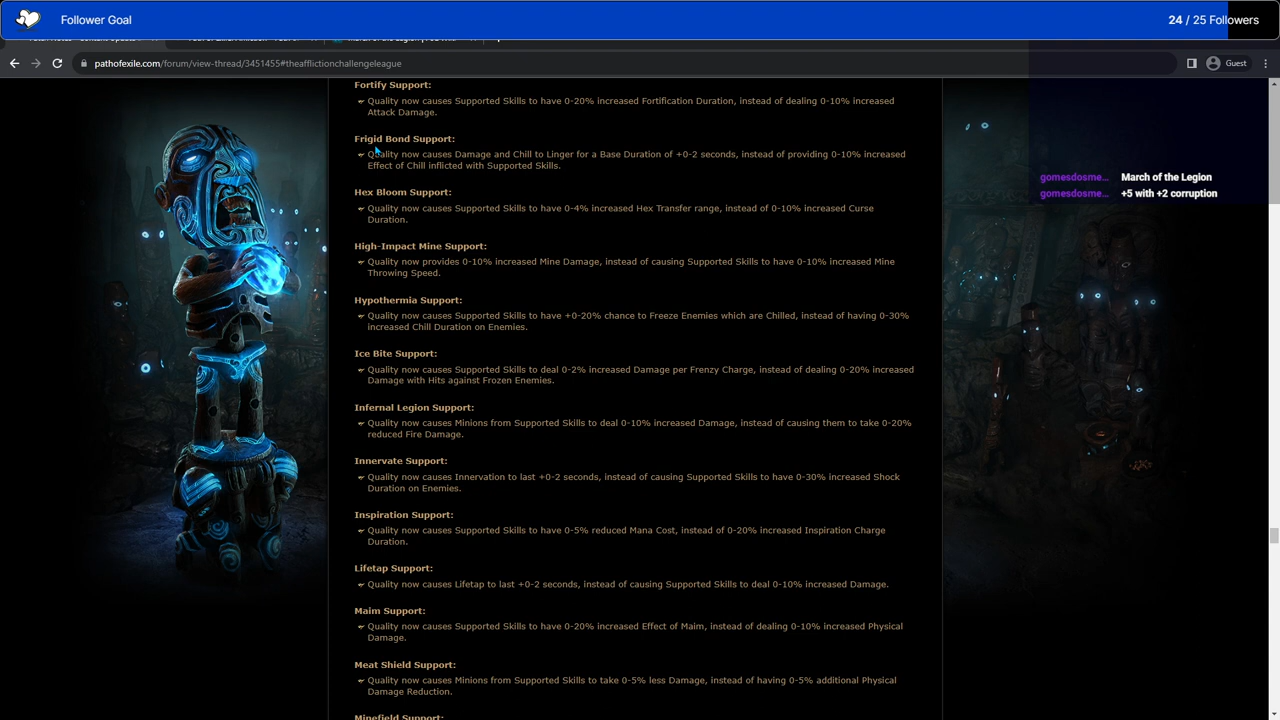 Follower Goal
24 / 25 Followers
pathofexile.com/forum/view-thread/3451455#theafflictionchallengeleague
Guest
Fortify Support:
Quality now causes Supported Skills to have 0-20% increased Fortification Duration, instead of dealing 0-10% increased
Attack Damage.
Frigid Bond Support:
Quality now causes Damage and Chill to Linger for a Base Duration of +0-2 seconds, instead of providing 0-10% increased
Effect of Chill inflicted with Supported Skills.
Hex Bloom Support:
Quality now causes Supported Skills to have 0-4% increased Hex Transfer range, instead of 0-10% increased Curse
Duration.
High-Impact Mine Support:
Quality now provides 0-10% increased Mine Damage, instead of causing Supported Skills to have 0-10% increased Mine
Throwing Speed.
Hypothermia Support:
Quality now causes Supported Skills to have +0-20% chance to Freeze Enemies which are Chilled, instead of having 0-30%
increased Chill Duration on Enemies.
Ice Bite Support:
Quality now causes Supported Skills to deal 0-2% increased Damage per Frenzy Charge, instead of dealing 0-20% increased
Damage with Hits against Frozen Enemies.
Infernal Legion Support:
Quality now causes Minions from Supported Skills to deal 0-10% increased Damage, instead of causing them to take 0-20%
reduced Fire Damage.
Innervate Support:
Quality now causes Innervation to last +0-2 seconds, instead of causing Supported Skills to have 0-30% increased Shock
Duration on Enemies.
Inspiration Support:
Quality now causes Supported Skills to have 0-5% reduced Mana Cost, instead of 0-20% increased Inspiration Charge
Duration.
Lifetap Support:
Quality now causes Lifetap to last +0-2 seconds, instead of causing Supported Skills to deal 0-10% increased Damage.
Maim Support:
Quality now causes Supported Skills to have 0-20% increased Effect of Maim, instead of dealing 0-10% increased Physical
Damage.
Meat Shield Support:
Quality now causes Minions from Supported Skills to take 0-5% less Damage, instead of having 0-5% additional Physical
Damage Reduction.
Minefield Support:
gomesdosme... March of the Legion
gomesdosme... +5 with +2 corruption